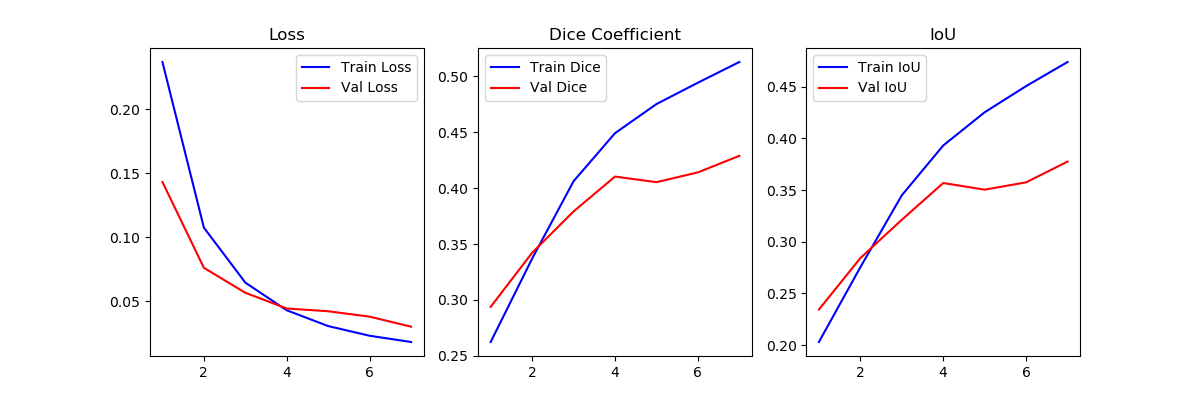 Loss
Train Loss
Val Loss
0.20
0.15
0.10
0.05
2
4
6
Dice Coefficient
Train Dice
Val Dice
0.50
0.45
0.40
0.35
0.30
0.25
2
4
6
IoU
Train IoU
Val IoU
0.45
0.40
0.35
0.30
0.25
0.20
2
4
6